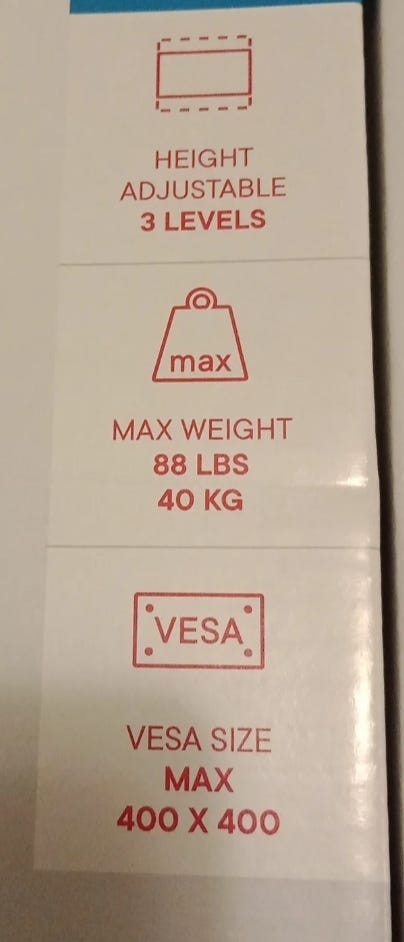 HEIGHT
ADJUSTABLE
3 LEVELS
max
MAX WEIGHT
88 LBS
40 KG
VESA
VESA SIZE
MAX
400 X 400